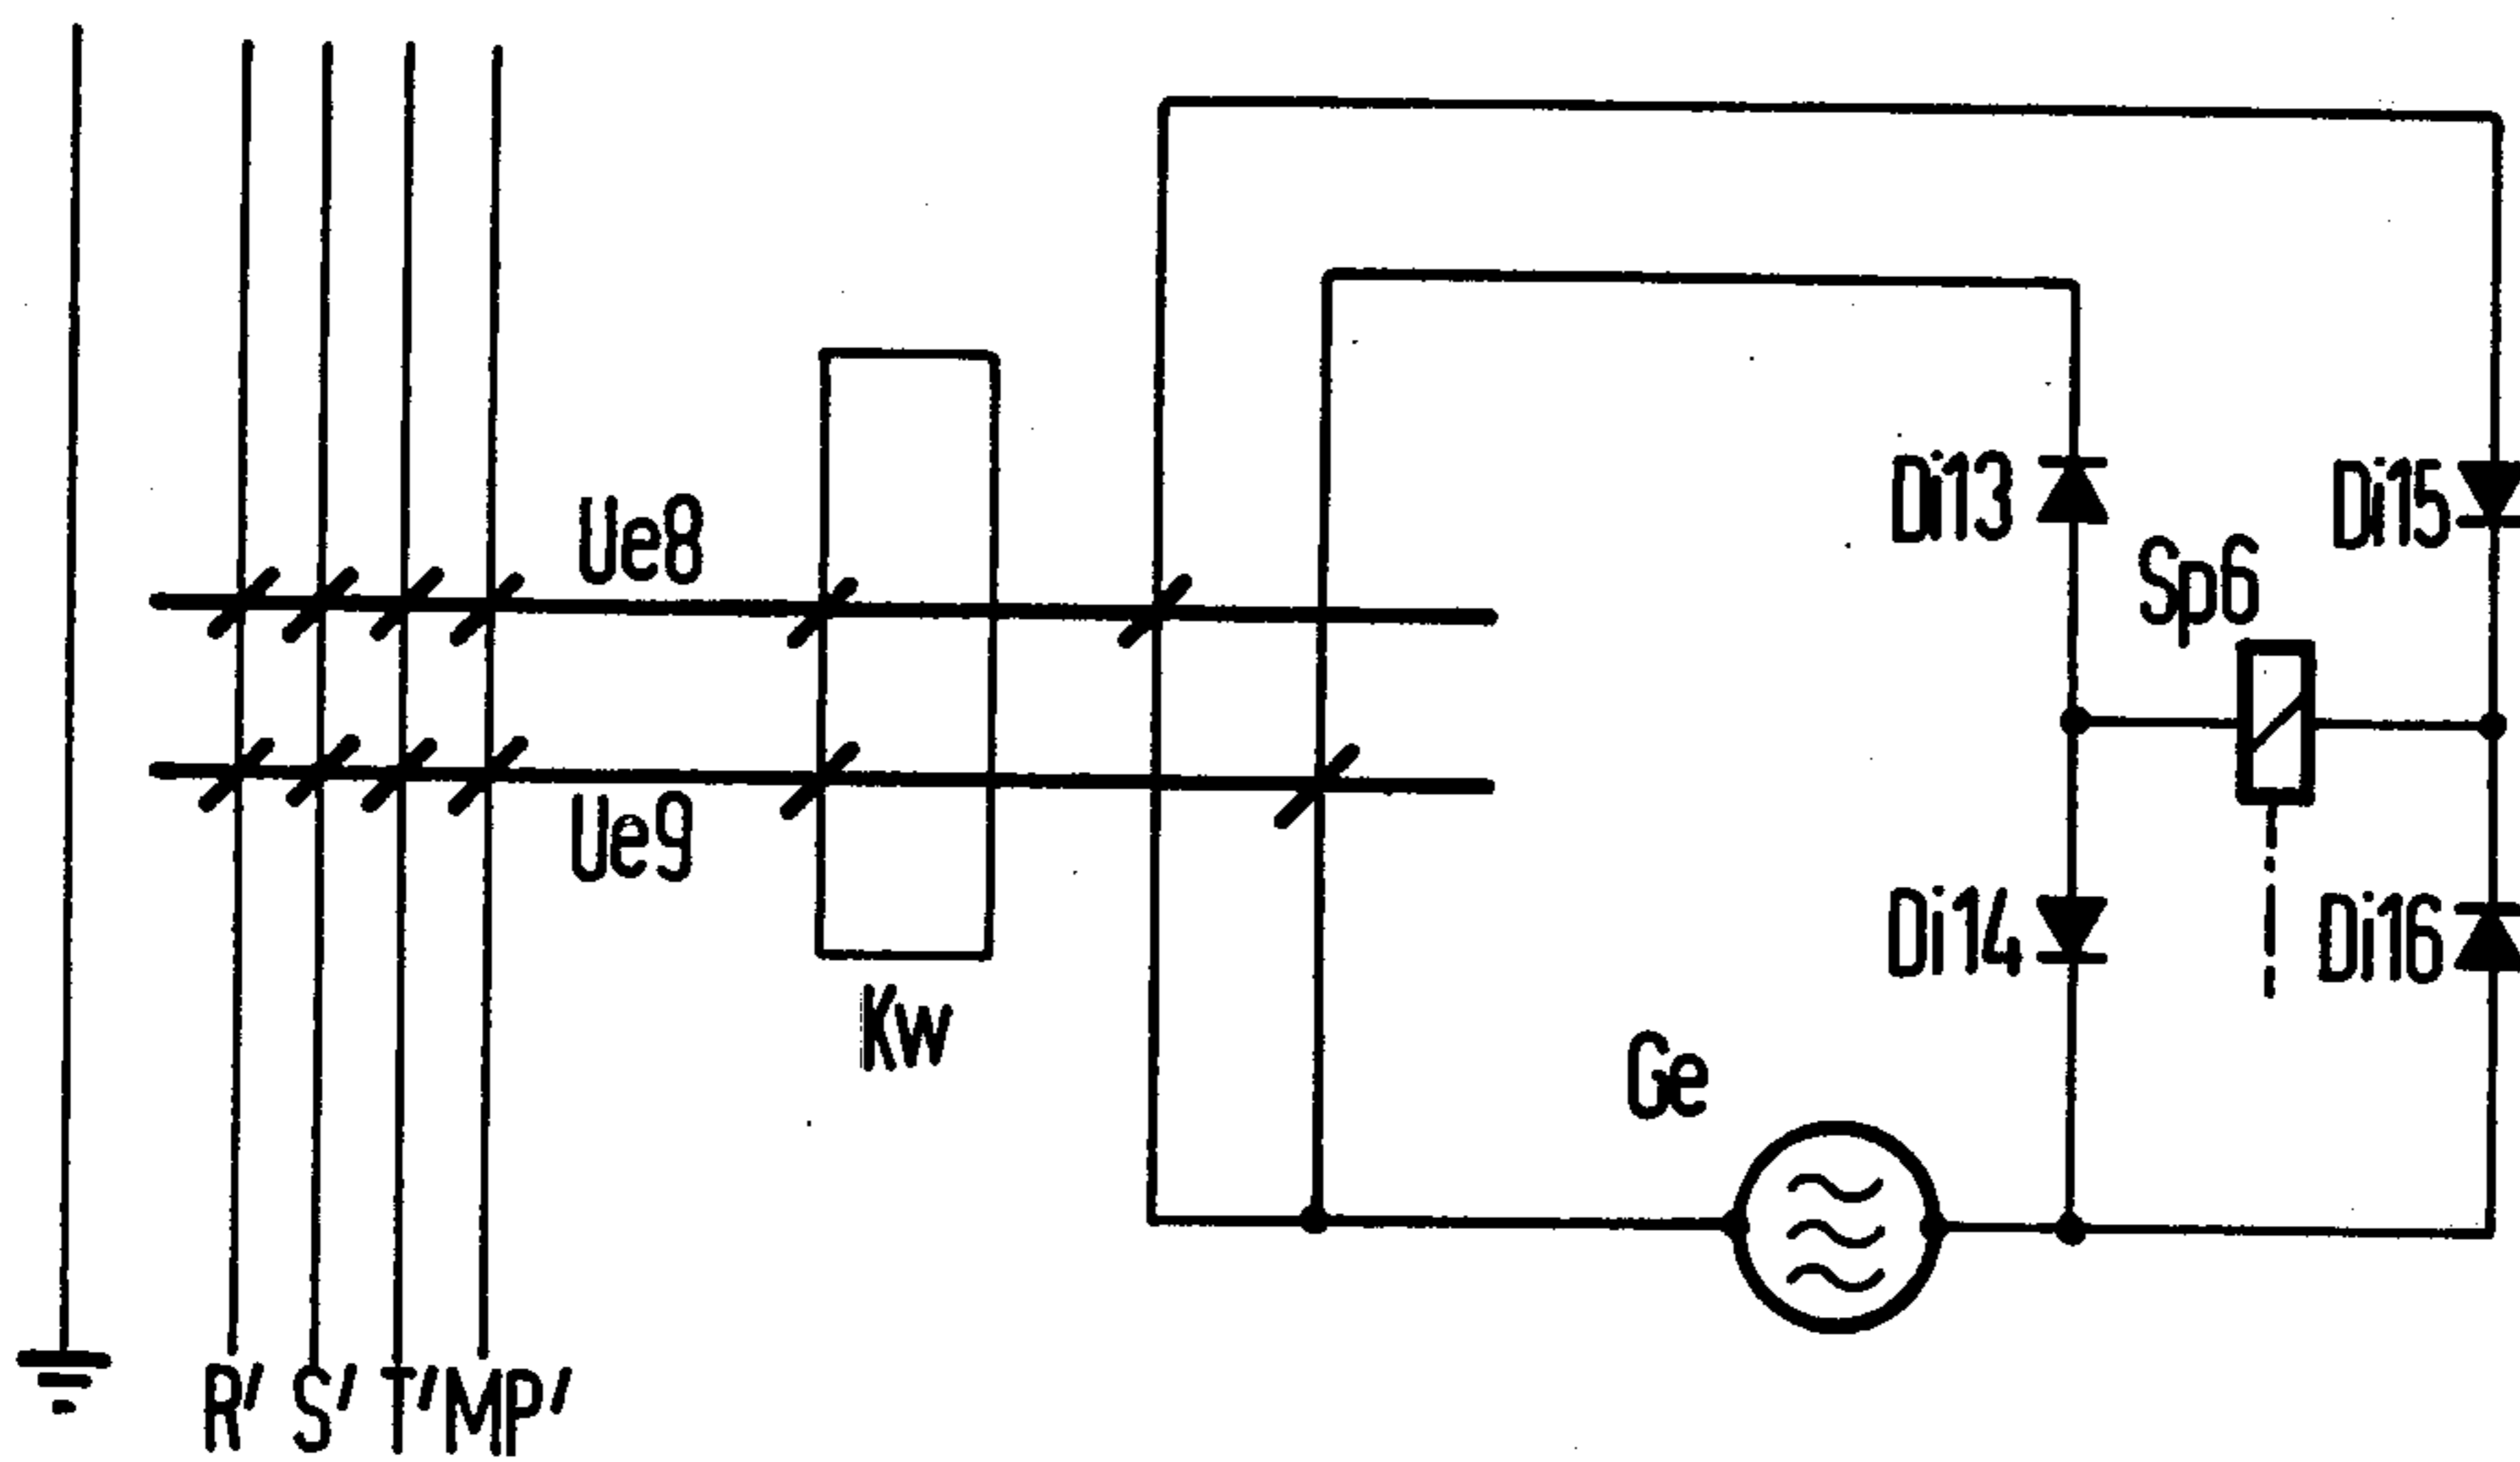 Ue8
Di13
Di15
Sp6
Ue9
Di14
Di16
Kw
Ge
R' S' T' MP'